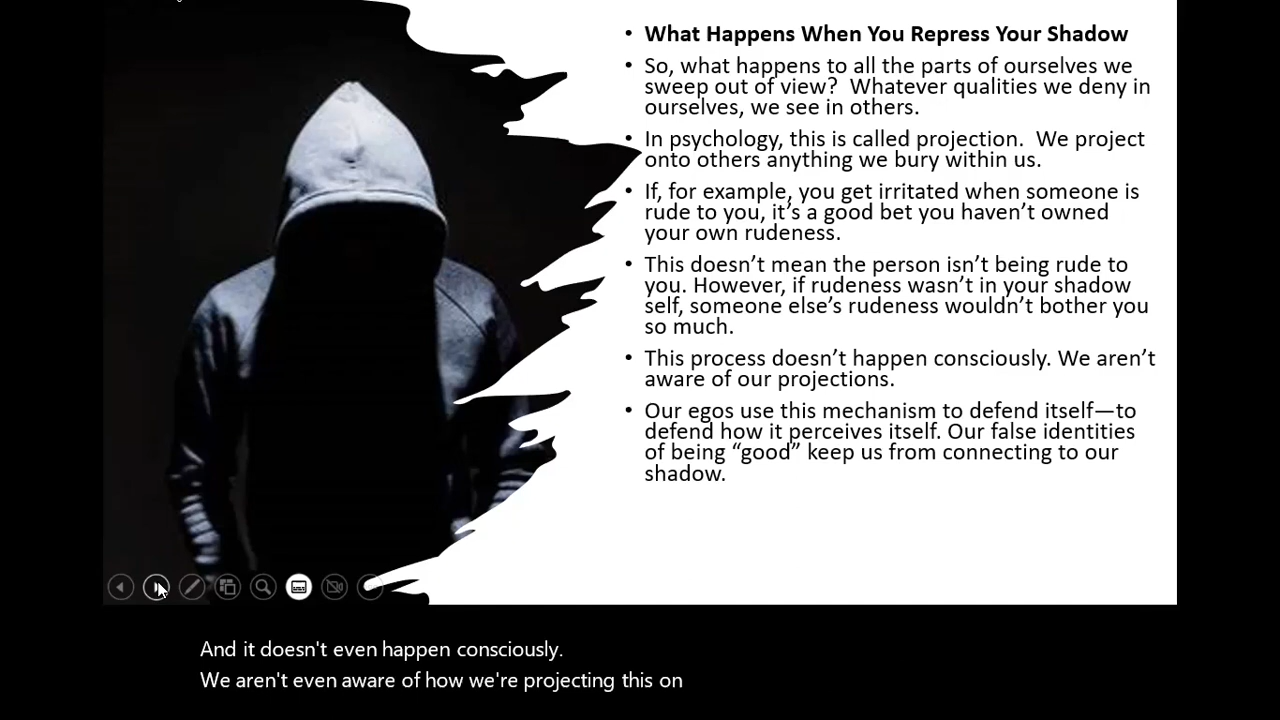 • What Happens When You Repress Your Shadow
• So, what happens to all the parts of ourselves we
sweep out of view?  Whatever qualities we deny in
ourselves, we see in others.
• In psychology, this is called projection.  We project
onto others anything we bury within us.
• If, for example, you get irritated when someone is
rude to you, it’s a good bet you haven’t owned
your own rudeness.
• This doesn’t mean the person isn’t being rude to
you. However, if rudeness wasn’t in your shadow
self, someone else’s rudeness wouldn’t bother you
so much.
• This process doesn’t happen consciously. We aren’t
aware of our projections.
• Our egos use this mechanism to defend itself—to
defend how it perceives itself. Our false identities
of being “good” keep us from connecting to our
shadow.
And it doesn't even happen consciously.
We aren't even aware of how we're projecting this on